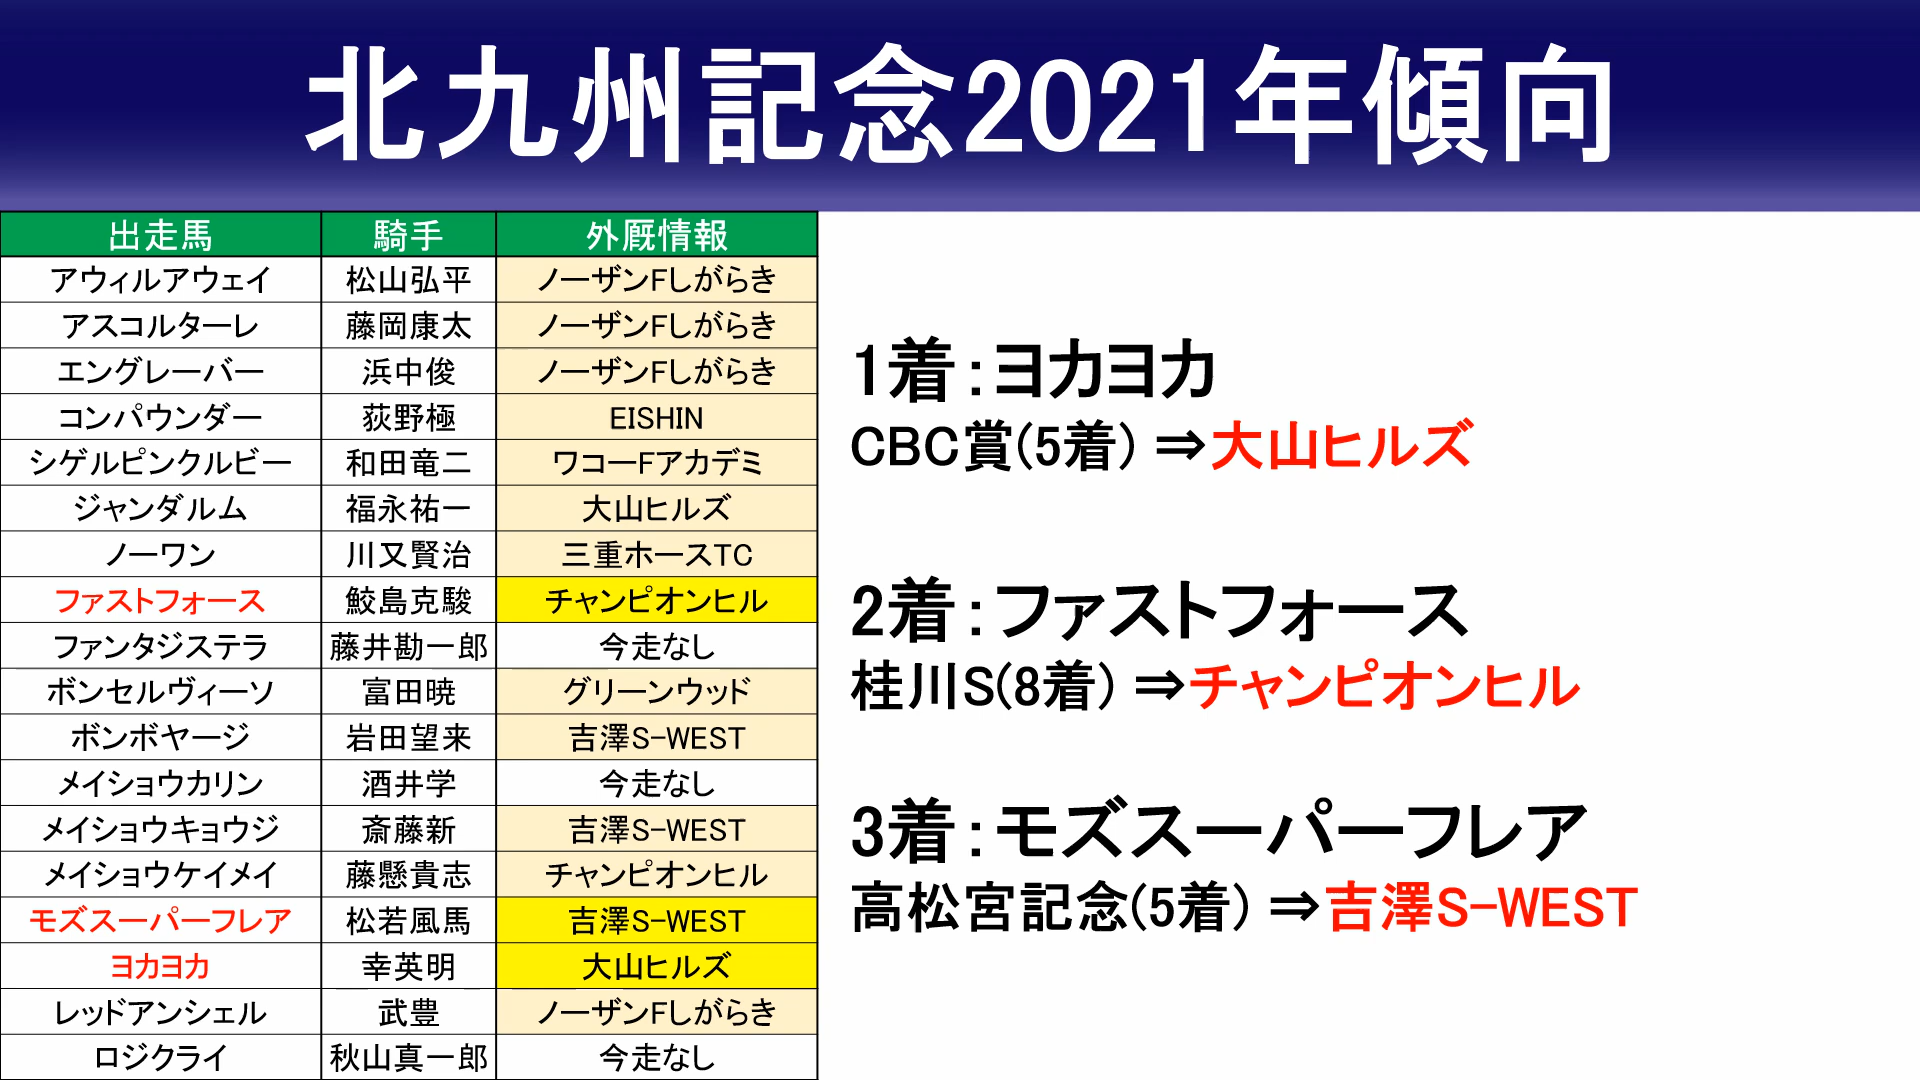 北九州記念2021年傾向
出走馬 騎手 外厩情報
アウィルアウェイ 松山弘平 ノーザンFしがらき
アスコルターレ 藤岡康太 ノーザンFしがらき
エングレーバー 浜中俊 ノーザンFしがらき
コンパウンダー 荻野極 EISHIN
シゲルピンクルビー 和田竜二 ワコーFアカデミ
ジャンダルム 福永祐一 大山ヒルズ
ノーワン 川又賢治 三重ホースTC
ファストフォース 鮫島克駿 チャンピオンヒル
ファンタジステラ 藤井勘一郎 今走なし
ボンセルヴィーソ 富田暁 グリーンウッド
ボンボヤージ 岩田望来 吉澤S-WEST
メイショウカリン 酒井学 今走なし
メイショウキョウジ 斎藤新 吉澤S-WEST
メイショウケイメイ 藤懸貴志 チャンピオンヒル
モズスーパーフレア 松若風馬 吉澤S-WEST
ヨカヨカ 幸英明 大山ヒルズ
レッドアンシェル 武豊 ノーザンFしがらき
ロジクライ 秋山真一郎 今走なし
1着：ヨカヨカ
CBC賞(5着) ⇒大山ヒルズ
2着：ファストフォース
桂川S(8着) ⇒チャンピオンヒル
3着：モズスーパーフレア
高松宮記念(5着) ⇒吉澤S-WEST